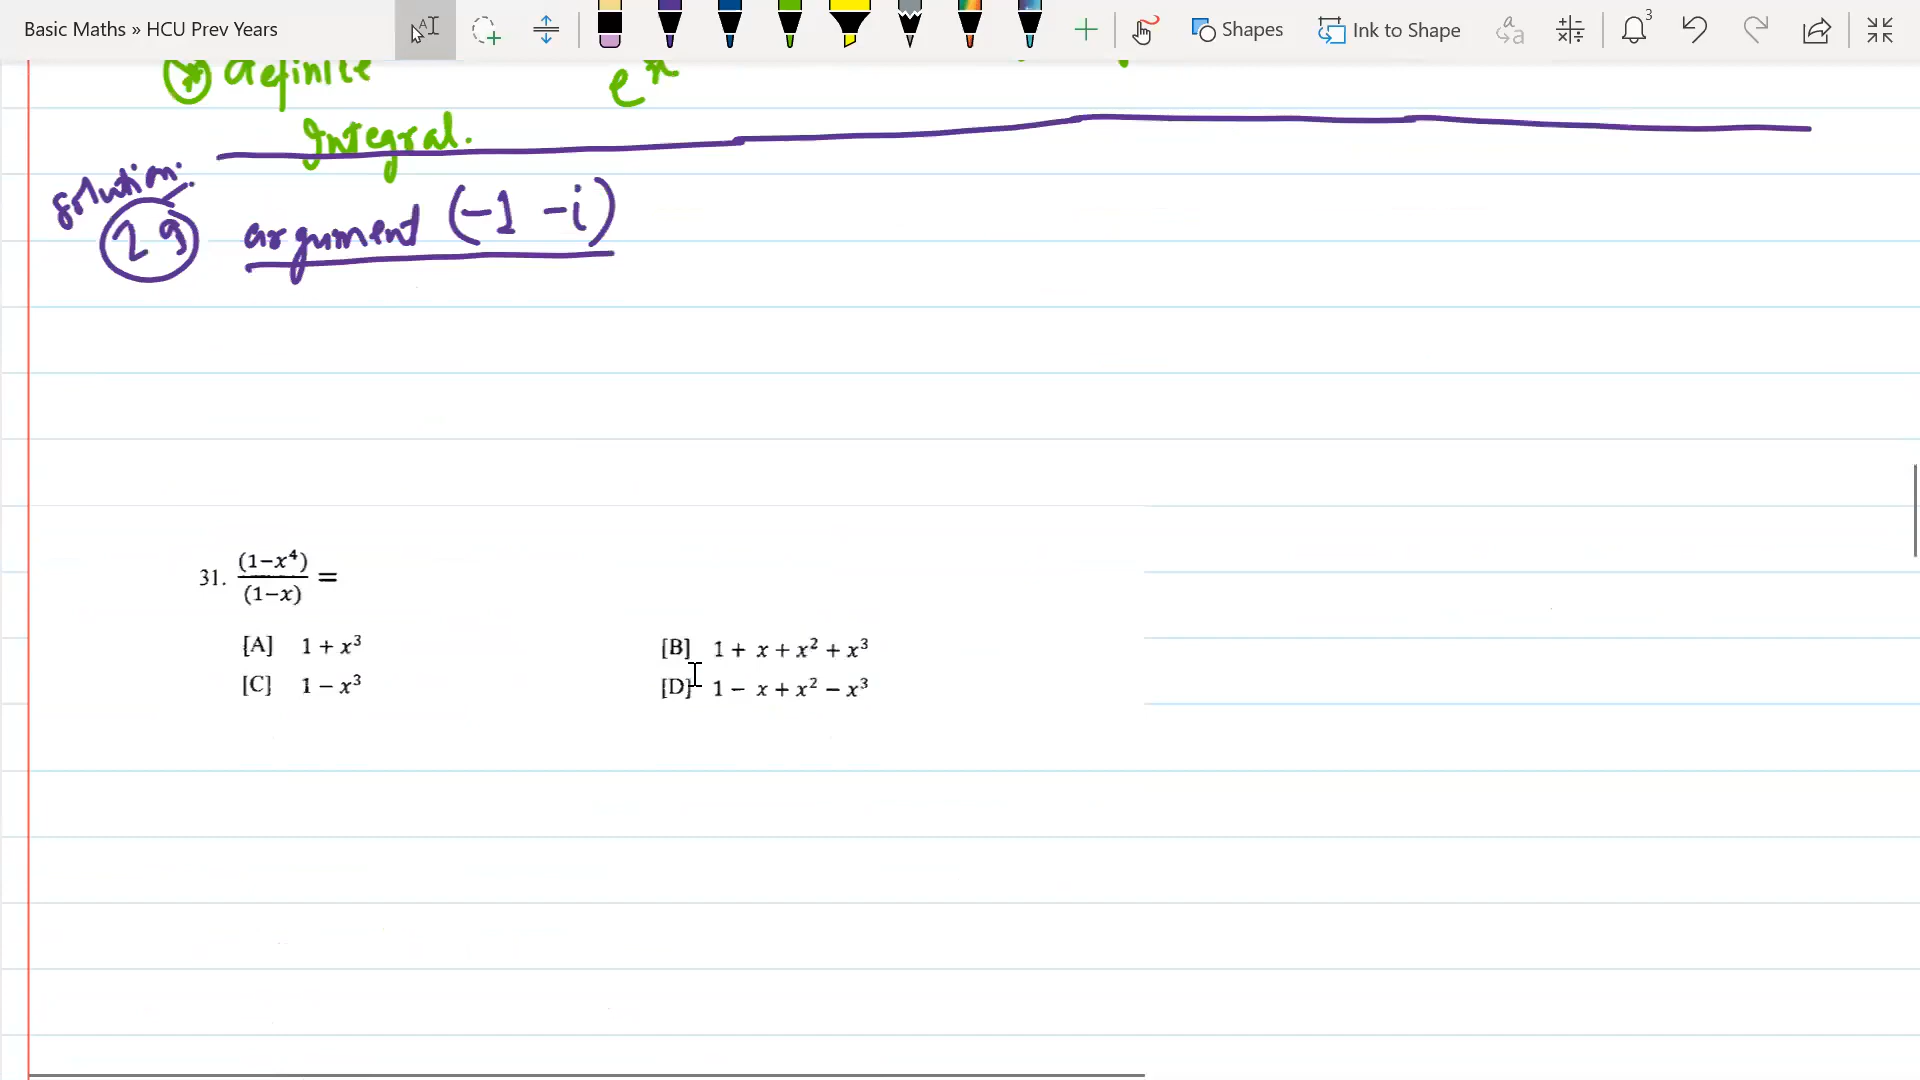 Basic Maths » HCU Prev Years
Shapes
Ink to Shape
3
definite
e^x
Integral.
Solution:
29 argument (-1 -i)
31. (1−x⁴)/(1−x) =
[A] 1 + x³ [B] 1 + x + x² + x³
[C] 1 − x³ [D] 1 − x + x² − x³